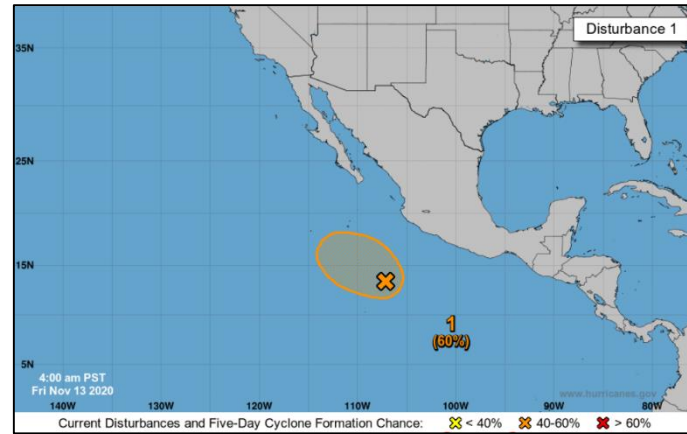 Disturbance 1
35N
25N
15N
5N
1
(60%)
4:00 am PST
Fri Nov 13 2020
www.hurricanes.gov
140W 130W 120W 110W 100W 90W 80W
Current Disturbances and Five-Day Cyclone Formation Chance: < 40% 40-60% > 60%